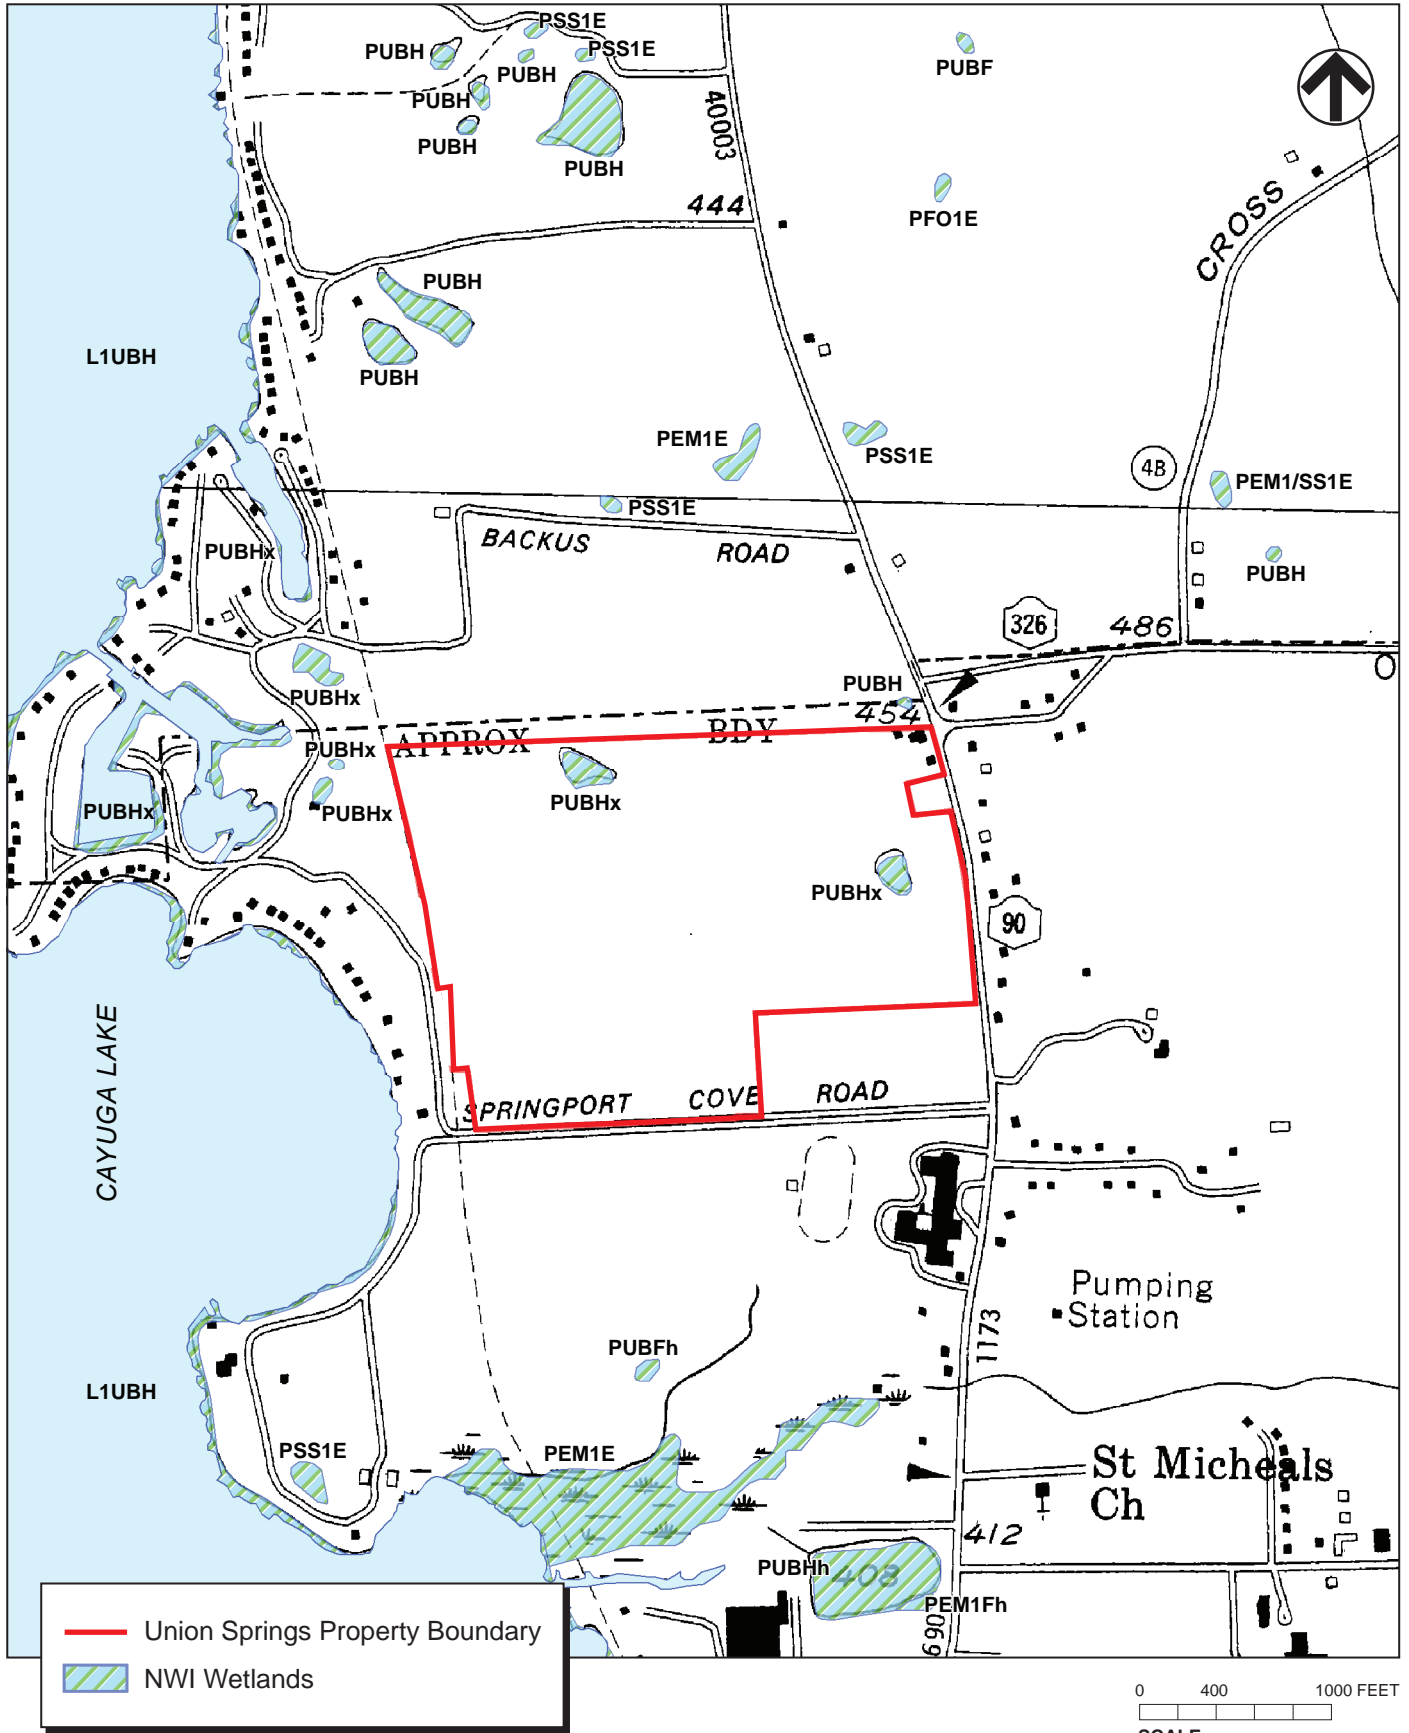 PSS1E
PUBH
PSS1E
PUBH
PUBF
PUBH
40003
PUBH
PUBH
PFO1E
444
CROSS
PUBH
L1UBH
PUBH
PEM1E
PSS1E
4B
PEM1/SS1E
PSS1E
BACKUS ROAD
PUBHx
PUBH
326
486
PUBHx
PUBH
O
454
APPROX BDY
PUBHx
PUBHx
PUBHx
PUBHx
PUBHx
90
CAYUGA LAKE
SPRINGPORT COVE ROAD
Pumping
Station
1173
PUBFh
L1UBH
PSS1E
PEM1E
St Micheals
Ch
412
PUBHh
408
PEM1Fh
690
Union Springs Property Boundary
NWI Wetlands
0 400 1000 FEET
SCALE